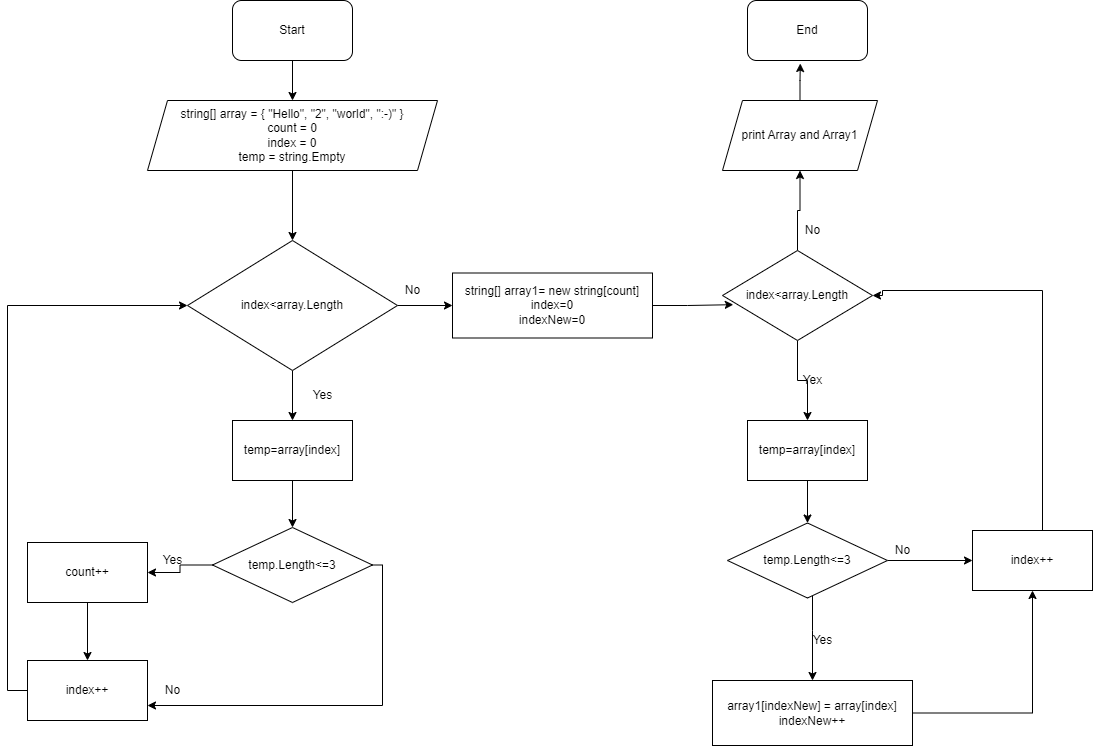 Start
string[] array = { "Hello", "2", "world", ":-)" }
count = 0
index = 0
temp = string.Empty
index<array.Length
No
Yes
temp=array[index]
temp.Length<=3
Yes
count++
index++
No
string[] array1= new string[count]
index=0
indexNew=0
End
print Array and Array1
No
index<array.Length
Yex
temp=array[index]
temp.Length<=3
No
index++
Yes
array1[indexNew] = array[index]
indexNew++